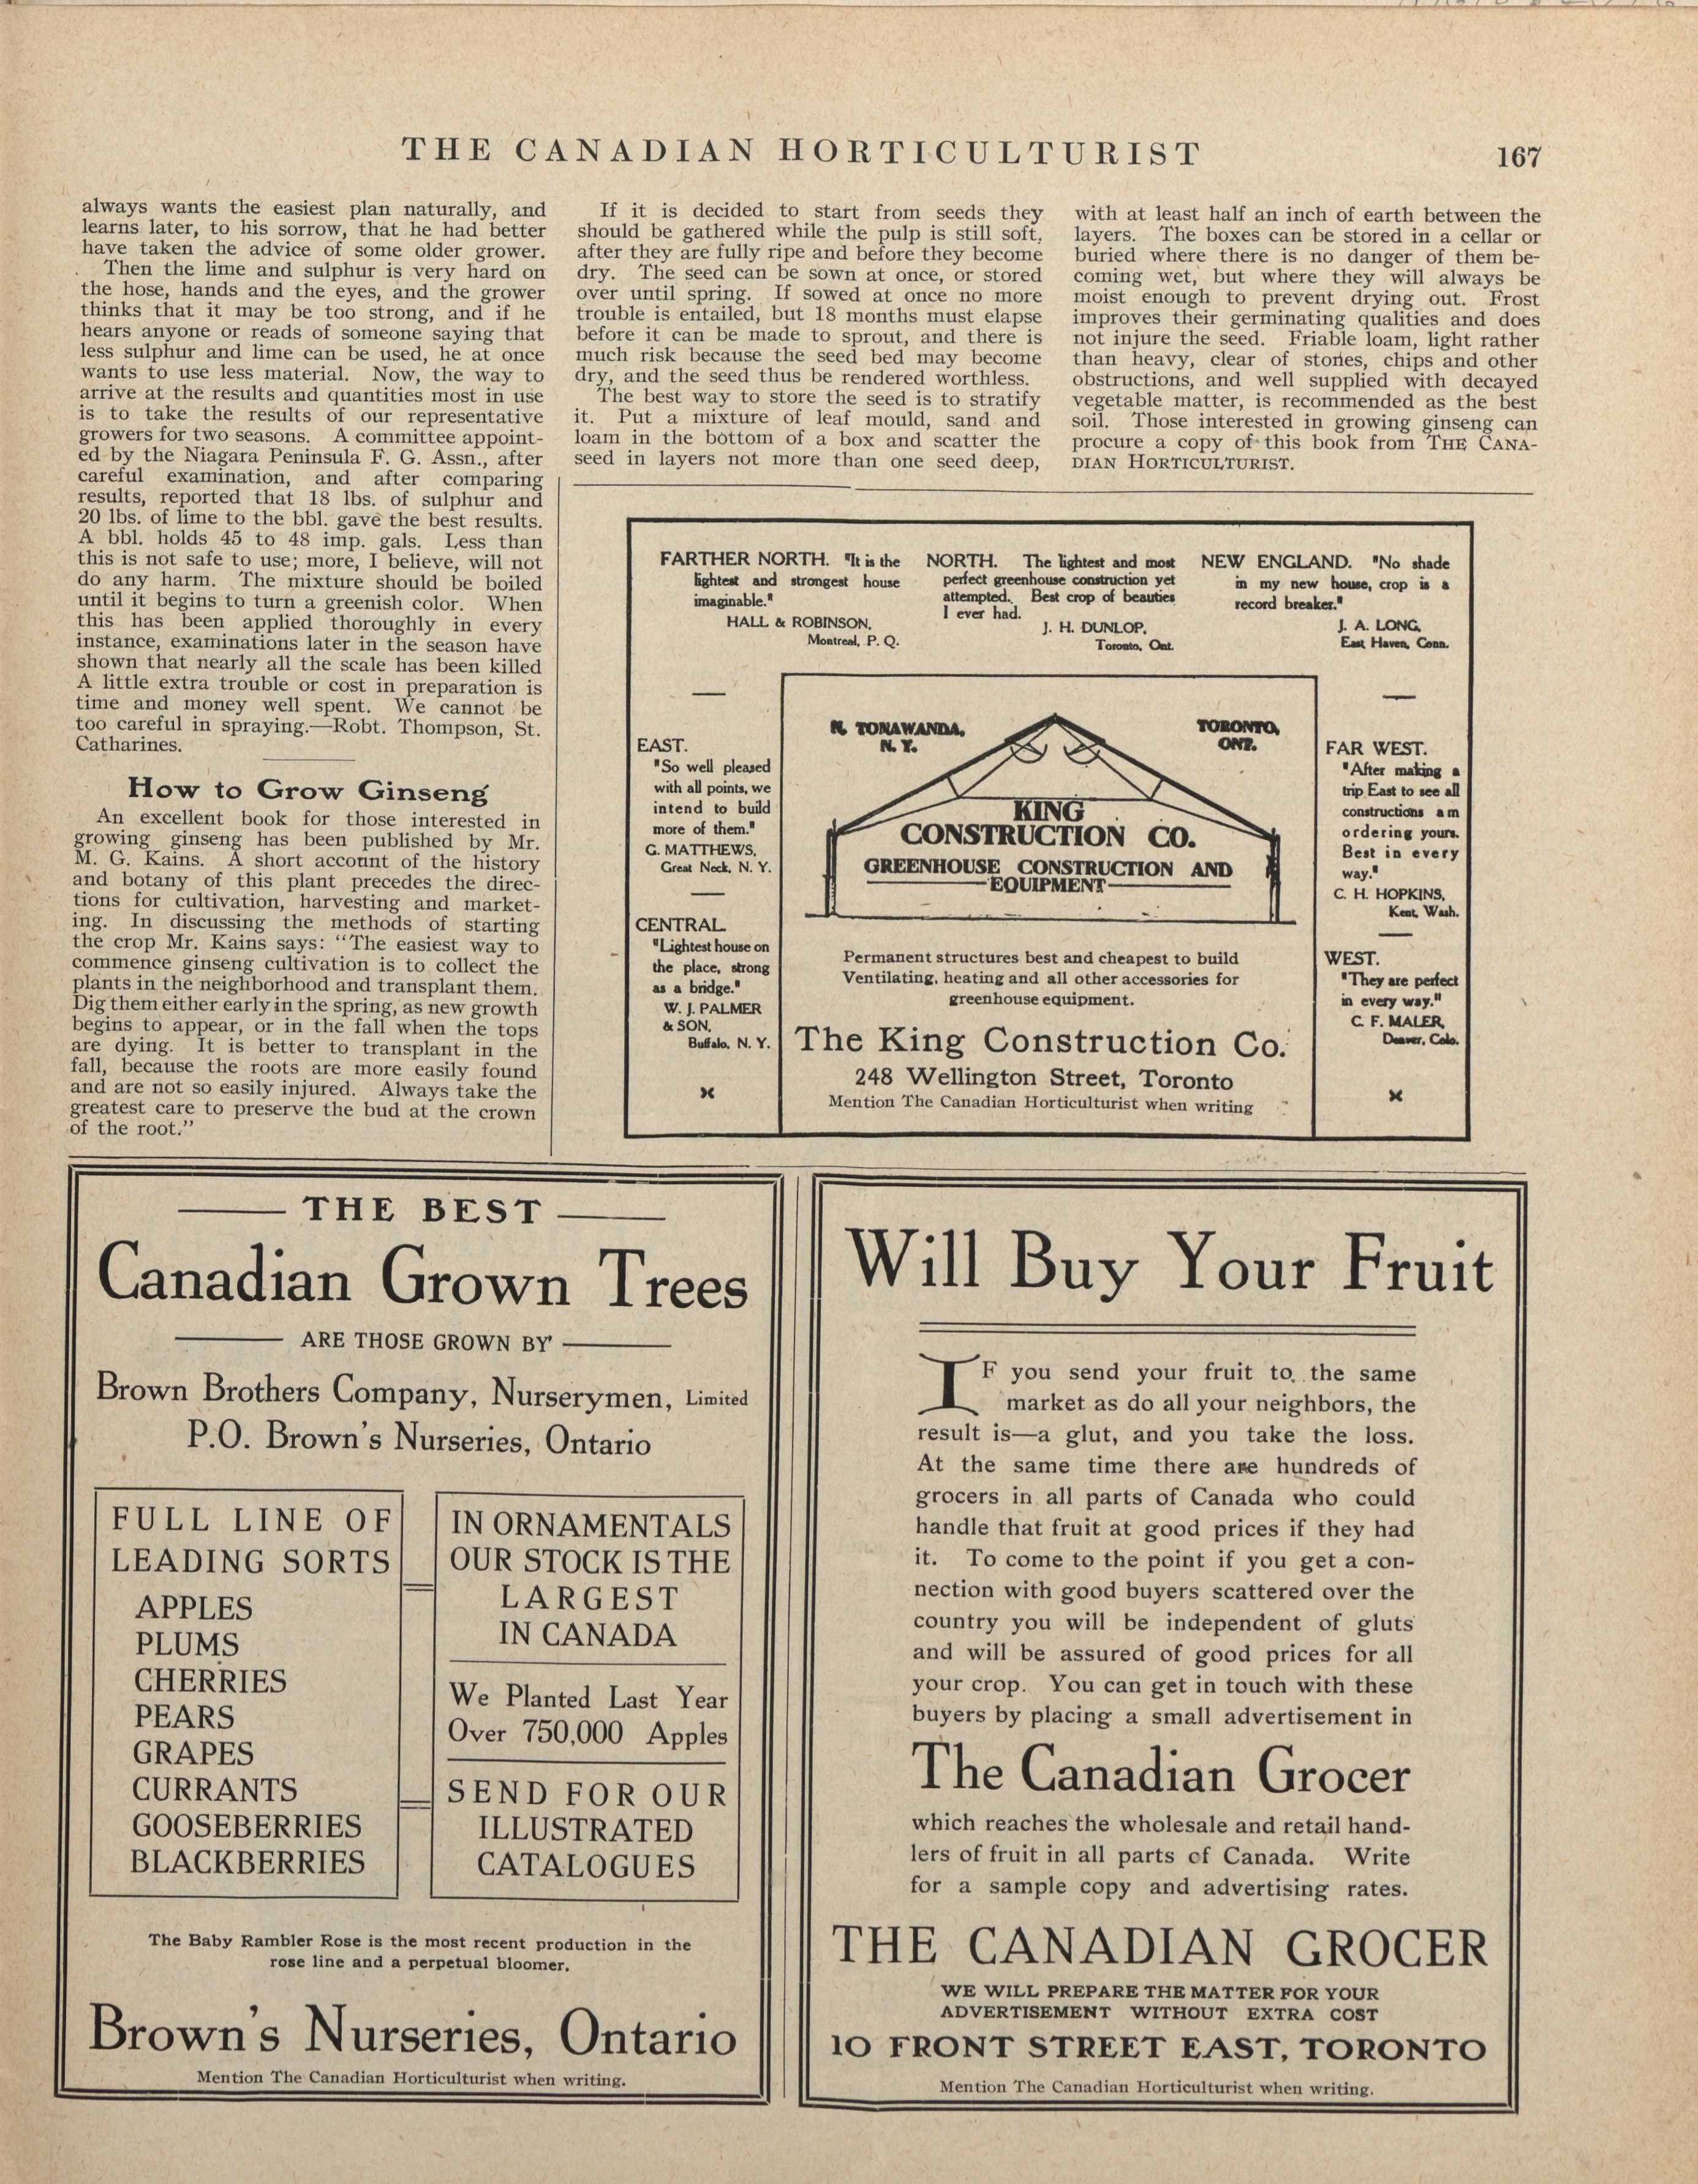 THE CANADIAN HORTICULTURIST
167
always wants the easiest plan naturally, and
learns later, to his sorrow, that he had better
have taken the advice of some older grower.
Then the lime and sulphur is very hard on
the hose, hands and the eyes, and the grower
thinks that it may be too strong, and if he
hears anyone or reads of someone saying that
less sulphur and lime can be used, he at once
wants to use less material. Now, the way to
arrive at the results and quantities most in use
is to take the results of our representative
growers for two seasons. A committee appoint-
ed by the Niagara Peninsula F. G. Assn., after
careful examination, and after comparing
results, reported that 18 lbs. of sulphur and
20 lbs. of lime to the bbl. gave the best results.
A bbl. holds 45 to 48 imp. gals. Less than
this is not safe to use; more, I believe, will not
do any harm. The mixture should be boiled
until it begins to turn a greenish color. When
this has been applied thoroughly in every
instance, examinations later in the season have
shown that nearly all the scale has been killed
A little extra trouble or cost in preparation is
time and money well spent. We cannot be
too careful in spraying.—Robt. Thompson, St.
Catharines.
How to Grow Ginseng
An excellent book for those interested in
growing ginseng has been published by Mr.
M. G. Kains. A short account of the history
and botany of this plant precedes the direc-
tions for cultivation, harvesting and market-
ing. In discussing the methods of starting
the crop Mr. Kains says: "The easiest way to
commence ginseng cultivation is to collect the
plants in the neighborhood and transplant them.
Dig them either early in the spring, as new growth
begins to appear, or in the fall when the tops
are dying. It is better to transplant in the
fall, because the roots are more easily found
and are not so easily injured. Always take the
greatest care to preserve the bud at the crown
of the root."
If it is decided to start from seeds they
should be gathered while the pulp is still soft,
after they are fully ripe and before they become
dry. The seed can be sown at once, or stored
over until spring. If sowed at once no more
trouble is entailed, but 18 months must elapse
before it can be made to sprout, and there is
much risk because the seed bed may become
dry, and the seed thus be rendered worthless.
The best way to store the seed is to stratify
it. Put a mixture of leaf mould, sand and
loam in the bottom of a box and scatter the
seed in layers not more than one seed deep,
with at least half an inch of earth between the
layers. The boxes can be stored in a cellar or
buried where there is no danger of them be-
coming wet, but where they will always be
moist enough to prevent drying out. Frost
improves their germinating qualities and does
not injure the seed. Friable loam, light rather
than heavy, clear of stones, chips and other
obstructions, and well supplied with decayed
vegetable matter, is recommended as the best
soil. Those interested in growing ginseng can
procure a copy of this book from THE CANA-
DIAN HORTICULTURIST.
FARTHER NORTH. "It is the
lightest and strongest house
imaginable."
HALL & ROBINSON,
Montreal, P. Q.
NORTH. The lightest and most
perfect greenhouse construction yet
attempted. Best crop of beauties
I ever had.
J. H. DUNLOP,
Toronto, Ont.
NEW ENGLAND. "No shade
in my new house, crop is a
record breaker."
J. A. LONG,
East Haven, Conn.
EAST.
"So well pleased
with all points, we
intend to build
more of them."
G. MATTHEWS,
Great Neck, N. Y.
CENTRAL.
"Lightest house on
the place, strong
as a bridge."
W. J. PALMER
& SON,
Buffalo, N. Y.
N. TONAWANDA,
N. Y.
TORONTO,
ONT.
KING
CONSTRUCTION CO.
GREENHOUSE CONSTRUCTION AND
EQUIPMENT
Permanent structures best and cheapest to build
Ventilating, heating and all other accessories for
greenhouse equipment.
The King Construction Co.
248 Wellington Street, Toronto
Mention The Canadian Horticulturist when writing
FAR WEST.
"After making a
trip East to see all
constructions am
ordering yours.
Best in every
way."
C. H. HOPKINS,
Kent, Wash.
WEST.
"They are perfect
in every way."
C. F. MALER,
Denver, Colo.
THE BEST
Canadian Grown Trees
ARE THOSE GROWN BY
Brown Brothers Company, Nurserymen, Limited
P.O. Brown's Nurseries, Ontario
FULL LINE OF
LEADING SORTS
APPLES
PLUMS
CHERRIES
PEARS
GRAPES
CURRANTS
GOOSEBERRIES
BLACKBERRIES
IN ORNAMENTALS
OUR STOCK IS THE
LARGEST
IN CANADA
We Planted Last Year
Over 750,000 Apples
SEND FOR OUR
ILLUSTRATED
CATALOGUES
The Baby Rambler Rose is the most recent production in the
rose line and a perpetual bloomer.
Brown's Nurseries, Ontario
Mention The Canadian Horticulturist when writing.
Will Buy Your Fruit
IF you send your fruit to the same
market as do all your neighbors, the
result is—a glut, and you take the loss.
At the same time there are hundreds of
grocers in all parts of Canada who could
handle that fruit at good prices if they had
it. To come to the point if you get a con-
nection with good buyers scattered over the
country you will be independent of gluts
and will be assured of good prices for all
your crop. You can get in touch with these
buyers by placing a small advertisement in
The Canadian Grocer
which reaches the wholesale and retail hand-
lers of fruit in all parts of Canada. Write
for a sample copy and advertising rates.
THE CANADIAN GROCER
WE WILL PREPARE THE MATTER FOR YOUR
ADVERTISEMENT WITHOUT EXTRA COST
10 FRONT STREET EAST, TORONTO
Mention The Canadian Horticulturist when writing.